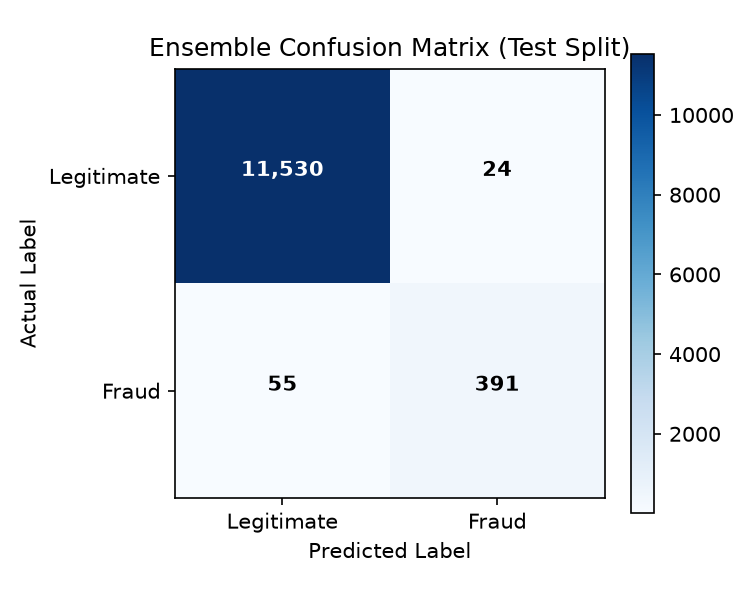 Ensemble Confusion Matrix (Test Split)
Actual Label
Legitimate
11,530
24
Fraud
55
391
Legitimate
Fraud
Predicted Label
10000
8000
6000
4000
2000